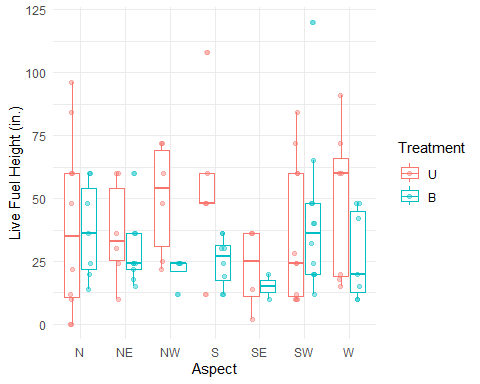 125
100
75
50
25
0
Live Fuel Height (in.)
N NE NW S SE SW W
Aspect
Treatment
U
B